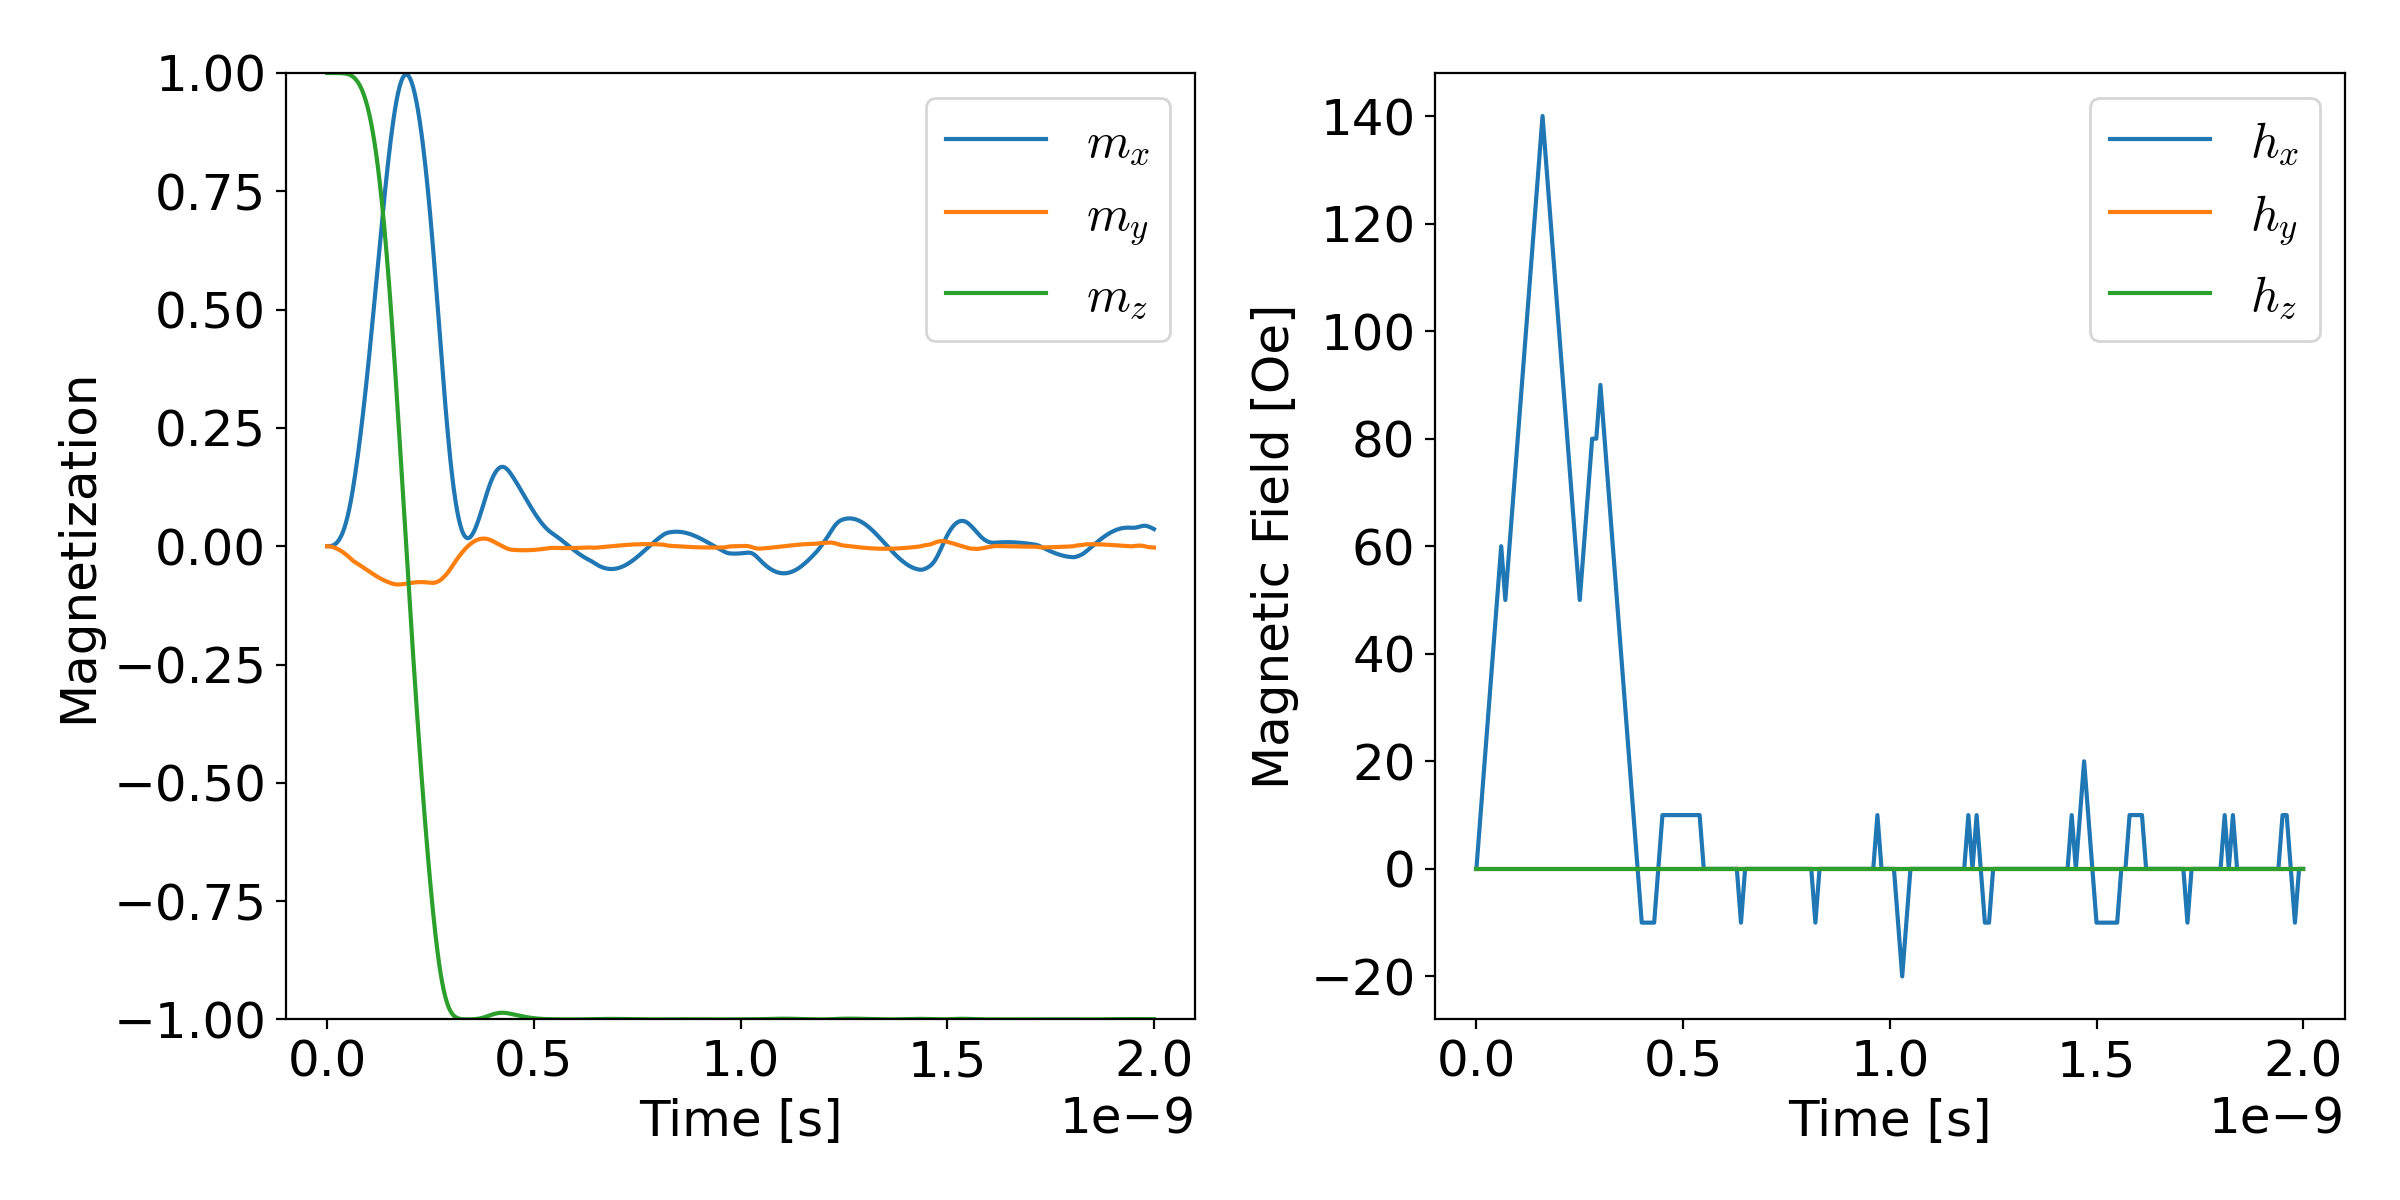 Magnetization
1.00
0.75
0.50
0.25
0.00
−0.25
−0.50
−0.75
−1.00
0.0 0.5 1.0 1.5 2.0
Time [s]
1e−9
m_x
m_y
m_z
Magnetic Field [Oe]
140
120
100
80
60
40
20
0
−20
0.0 0.5 1.0 1.5 2.0
Time [s]
1e−9
h_x
h_y
h_z